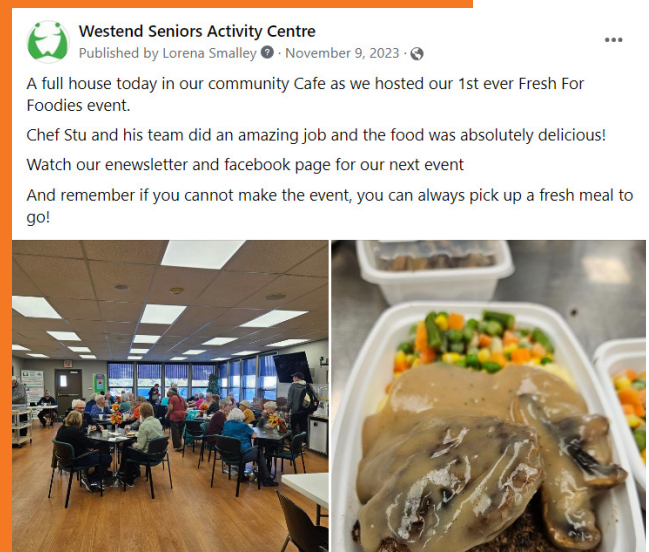 Westend Seniors Activity Centre
Published by Lorena Smalley · November 9, 2023 ·
A full house today in our community Cafe as we hosted our 1st ever Fresh For
Foodies event.
Chef Stu and his team did an amazing job and the food was absolutely delicious!
Watch our enewsletter and facebook page for our next event
And remember if you cannot make the event, you can always pick up a fresh meal to
go!